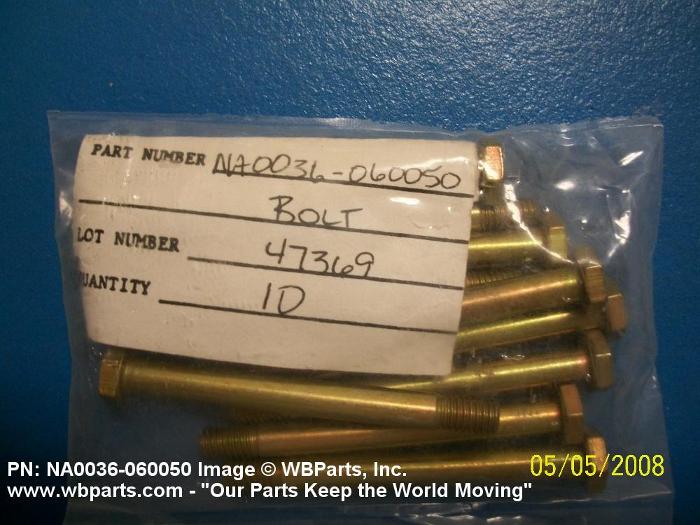 PART NUMBER NA0036-060050
BOLT
LOT NUMBER 47369
QUANTITY 10
PN: NA0036-060050 Image © WBParts, Inc.
05/05/2008
www.wbparts.com - "Our Parts Keep the World Moving"